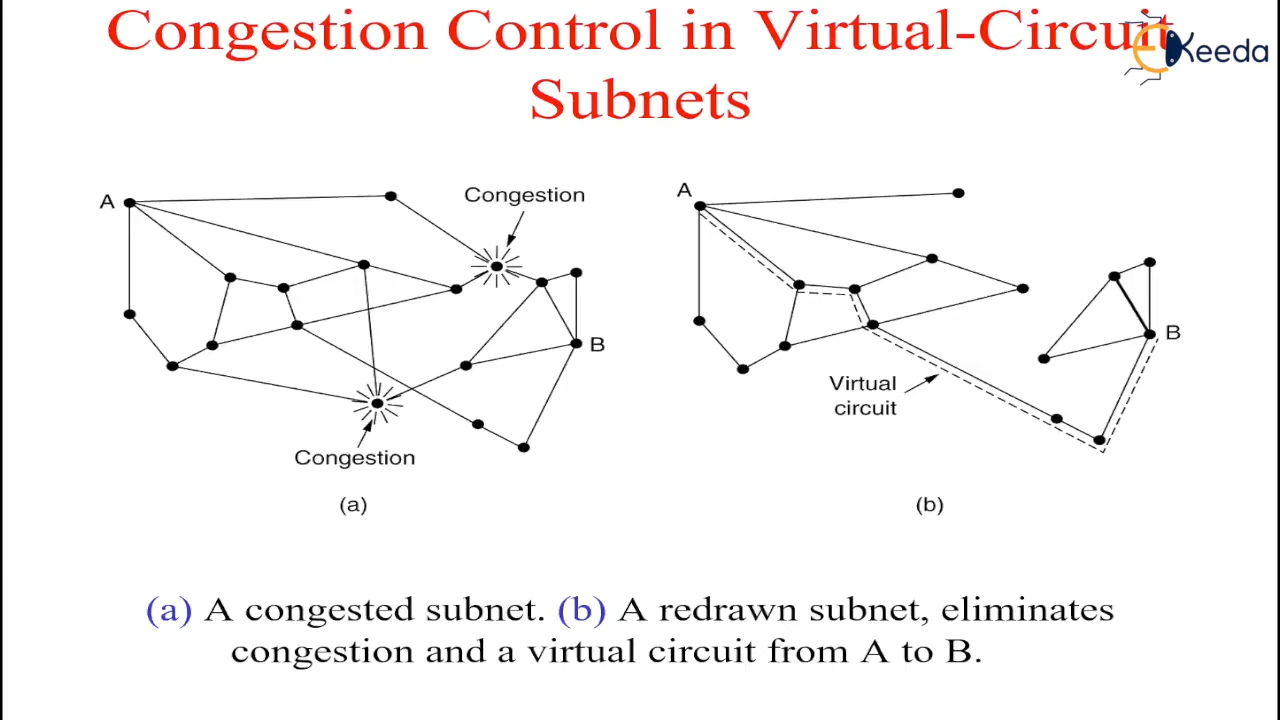 Congestion Control in Virtual-Circuit
Subnets
Keeda
A
Congestion
B
Congestion
(a)
A
B
Virtual
circuit
(b)
(a) A congested subnet. (b) A redrawn subnet, eliminates
congestion and a virtual circuit from A to B.